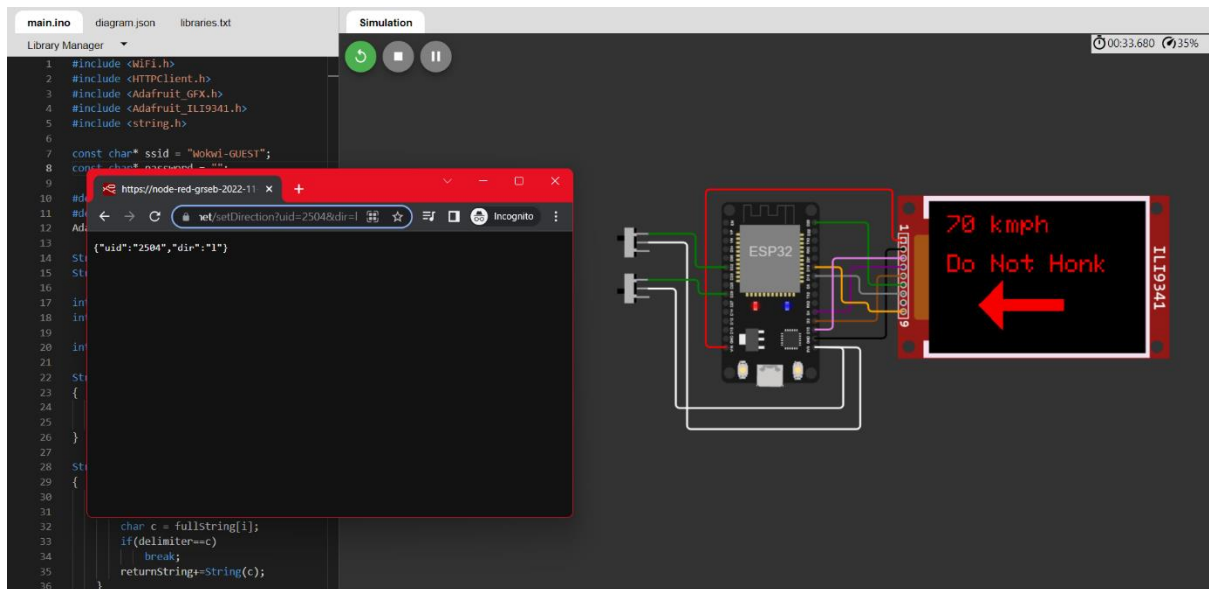 main.ino diagram.json libraries.txt
Library Manager
1 #include <WiFi.h>
2 #include <HTTPClient.h>
3 #include <Adafruit_GFX.h>
4 #include <Adafruit_ILI9341.h>
5 #include <string.h>
6
7 const char* ssid = "Wokwi-GUEST";
8 const char* password = "";
9
10 #de
11 #de
12 Ada
13
14 Str
15 Str
16
17 int
18 int
19
20 int
21
22 Str
23 {
24
25
26 }
27
28 Str
29 {
30
31
32 char c = fullString[i];
33 if(delimiter==c)
34 break;
35 returnString+=String(c);
36 }
https://node-red-grseb-2022-11
net/setDirection?uid=2504&dir=l
Incognito
{"uid":"2504","dir":"l"}
Simulation
00:33.680 35%
ESP32
1
9
70 kmph
Do Not Honk
ILI9341